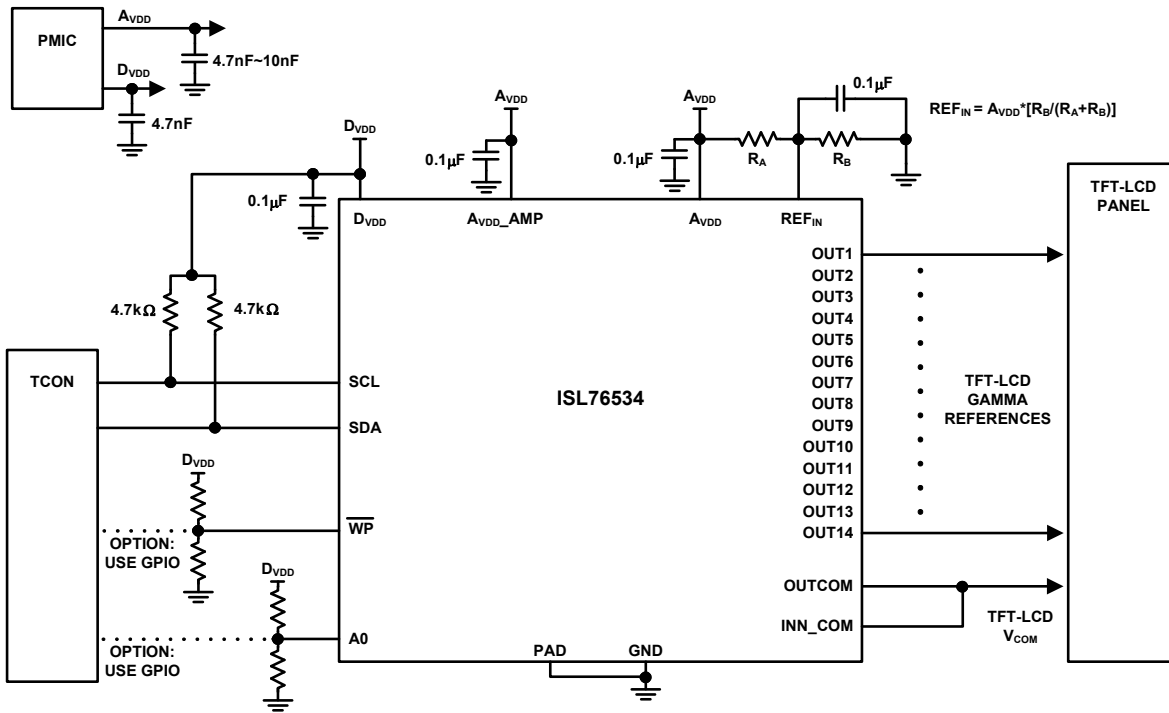 PMIC
AVDD
4.7nF~10nF
DVDD
4.7nF
DVDD
0.1μF
AVDD
0.1μF
AVDD
0.1μF
RA
0.1μF
RB
REFIN = AVDD*[RB/(RA+RB)]
DVDD
AVDD_AMP
AVDD
REFIN
4.7kΩ
4.7kΩ
TCON
SCL
SDA
DVDD
WP
OPTION:
USE GPIO
DVDD
A0
OPTION:
USE GPIO
ISL76534
PAD
GND
OUT1
OUT2
OUT3
OUT4
OUT5
OUT6
OUT7
OUT8
OUT9
OUT10
OUT11
OUT12
OUT13
OUT14
OUTCOM
INN_COM
TFT-LCD
GAMMA
REFERENCES
TFT-LCD
VCOM
TFT-LCD
PANEL